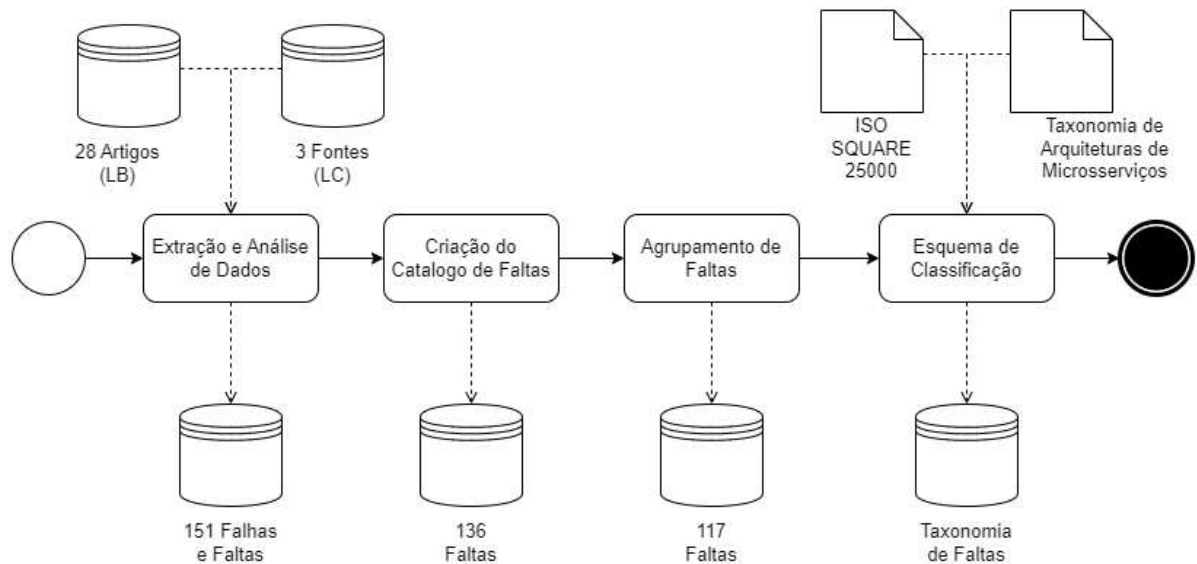 28 Artigos
(LB)
3 Fontes
(LC)
ISO
SQUARE
25000
Taxonomia de
Arquiteturas de
Microsserviços
Extração e Análise
de Dados
Criação do
Catalogo de Faltas
Agrupamento de
Faltas
Esquema de
Classificação
151 Falhas
e Faltas
136
Faltas
117
Faltas
Taxonomia
de Faltas